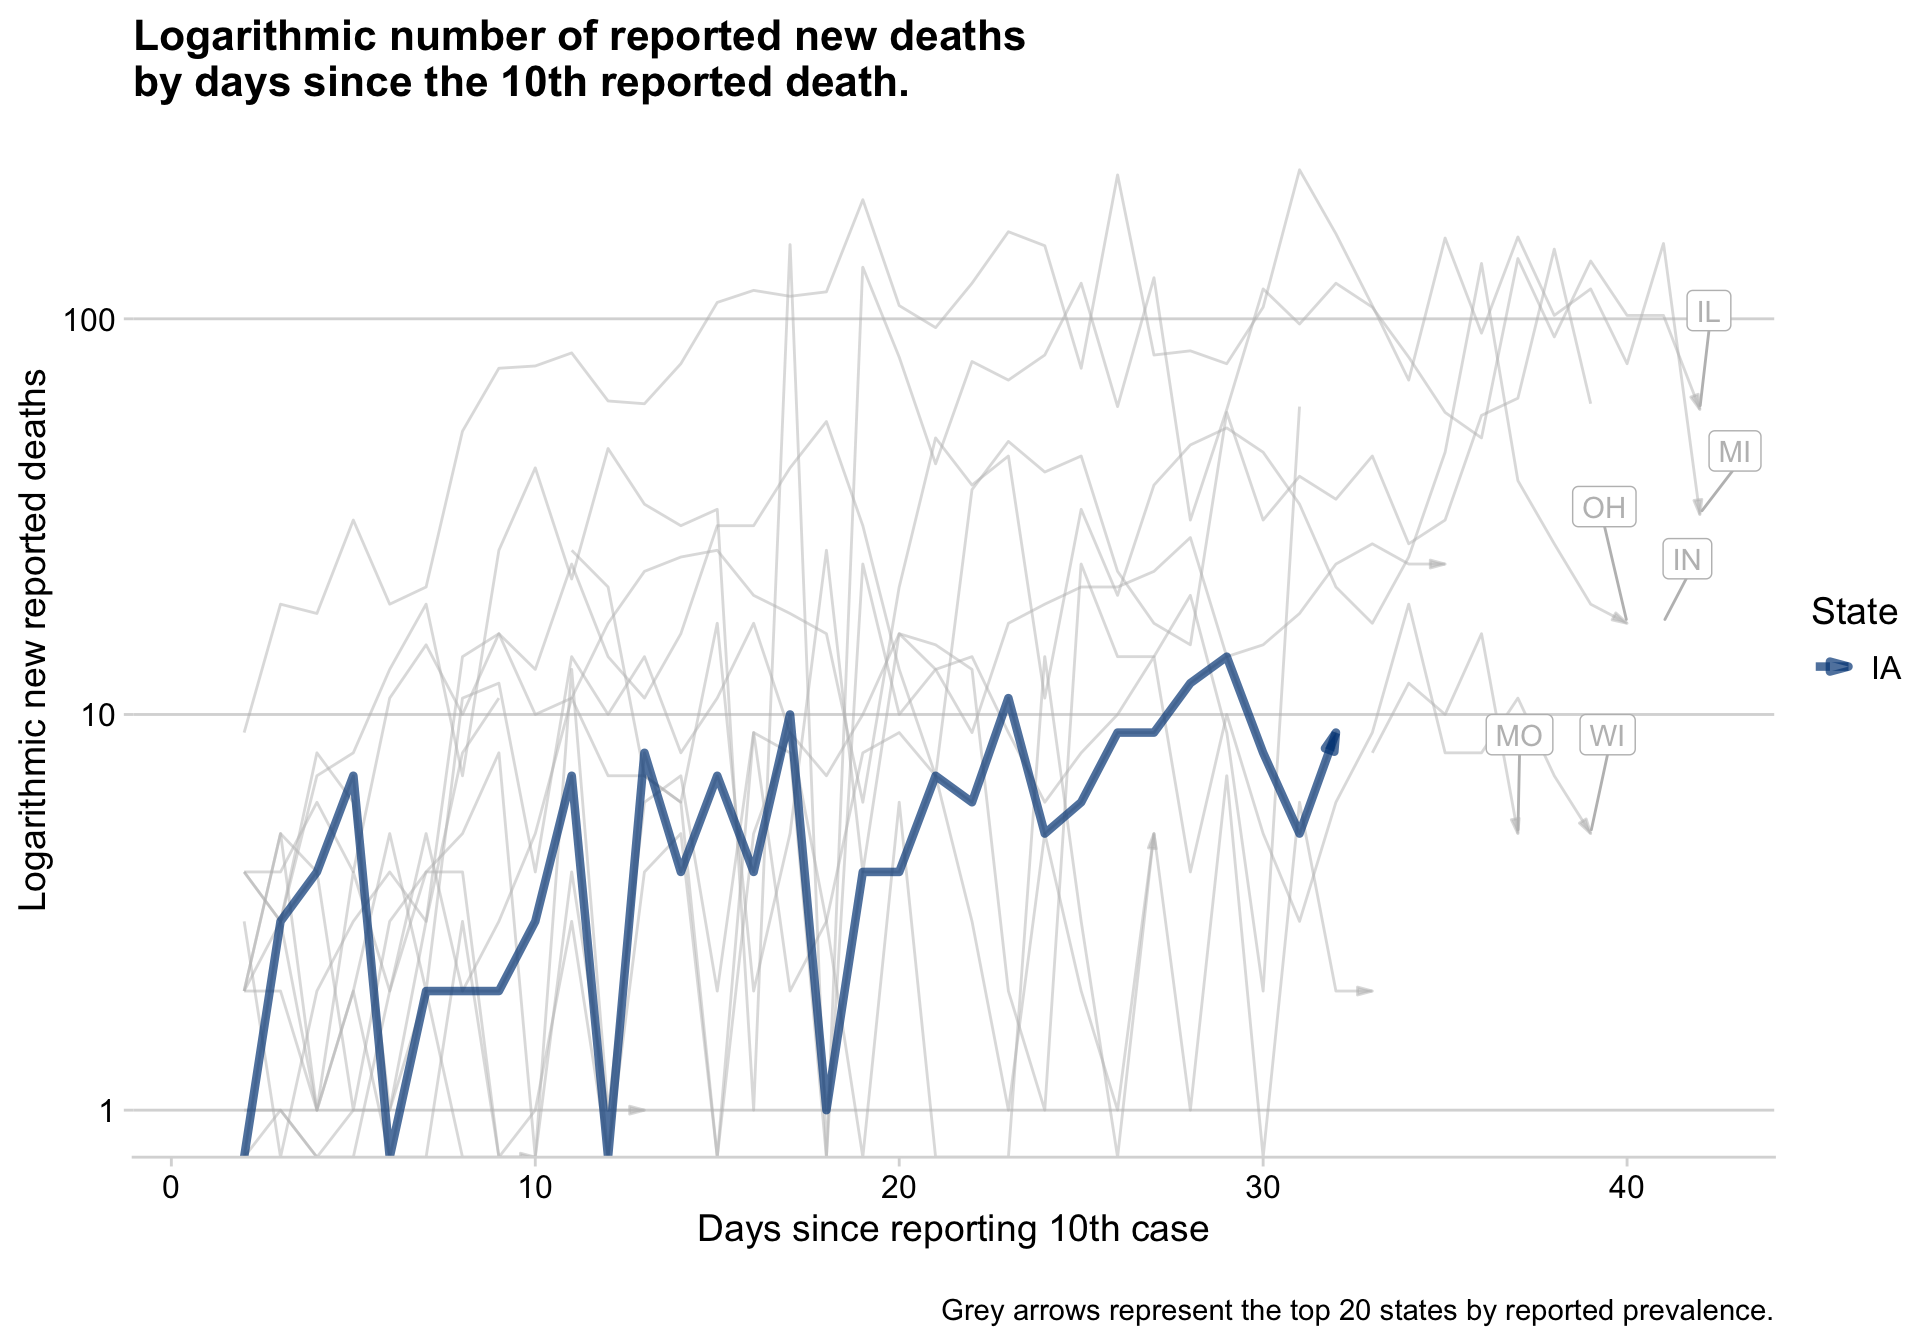 Logarithmic number of reported new deaths
by days since the 10th reported death.
Logarithmic new reported deaths
100
10
1
IL
MI
OH
IN
MO
WI
State
IA
0
10
20
30
40
Days since reporting 10th case
Grey arrows represent the top 20 states by reported prevalence.